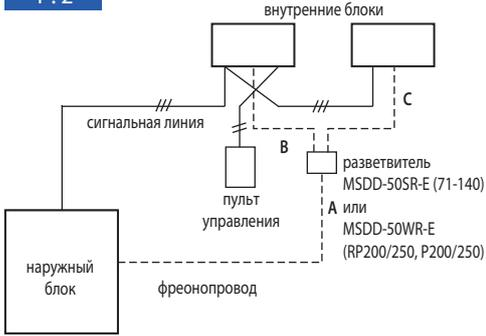 1 : 2
внутренние блоки
сигнальная линия
C
B
пульт
управления
разветвитель
MSDD-50SR-E (71-140)
A или
MSDD-50WR-E
(RP200/250, P200/250)
наружный
блок
фреонопровод